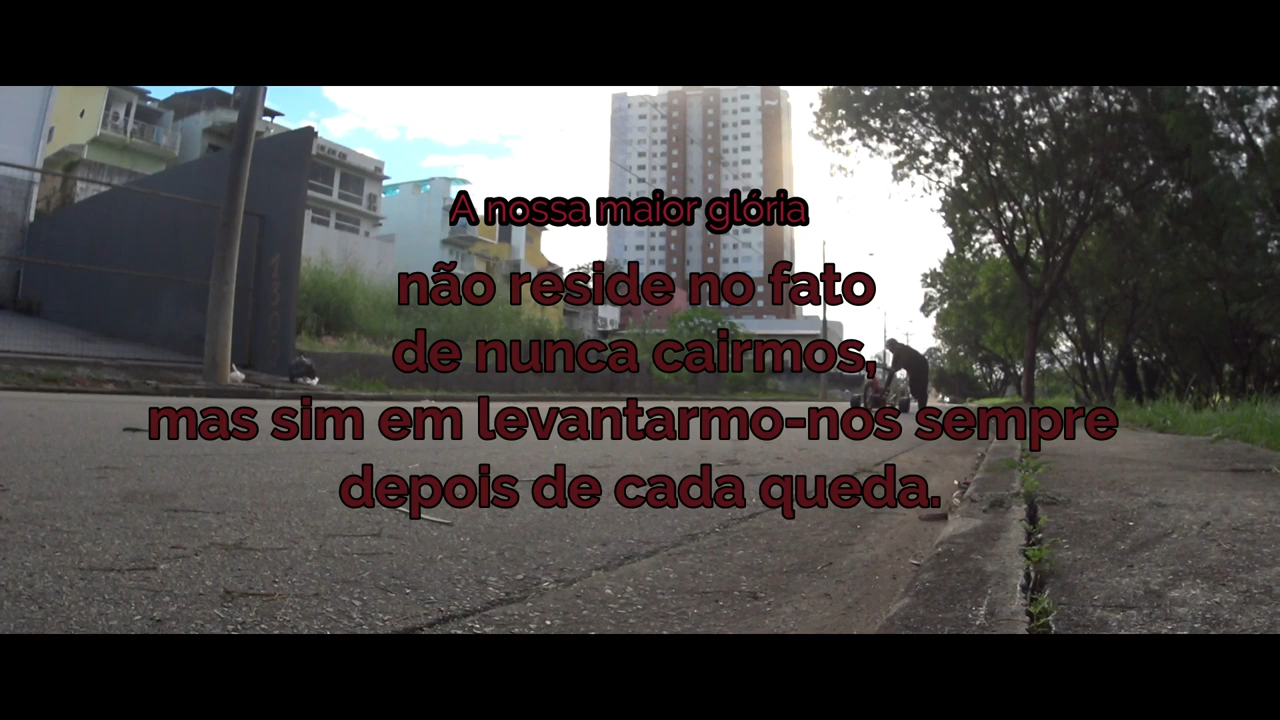 A nossa maior glória
não reside no fato
de nunca cairmos,
mas sim em levantarmo-nos sempre
depois de cada queda.